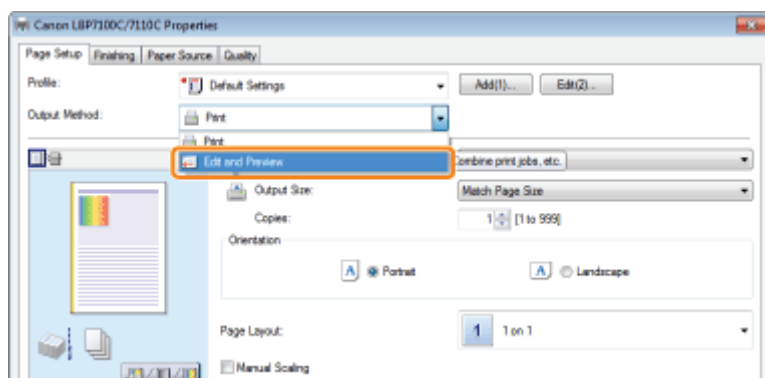 Canon LBP7100C/7110C Properties
Page Setup Finishing Paper Source Quality
Profile: Default Settings Add(1)... Edit(2)...
Output Method: Print
Print
Edit and Preview Combine print jobs, etc.
Output Size: Match Page Size
Copies: 1 [1 to 999]
Orientation
A Portrait A Landscape
Page Layout: 1 1 on 1
Manual Scaling